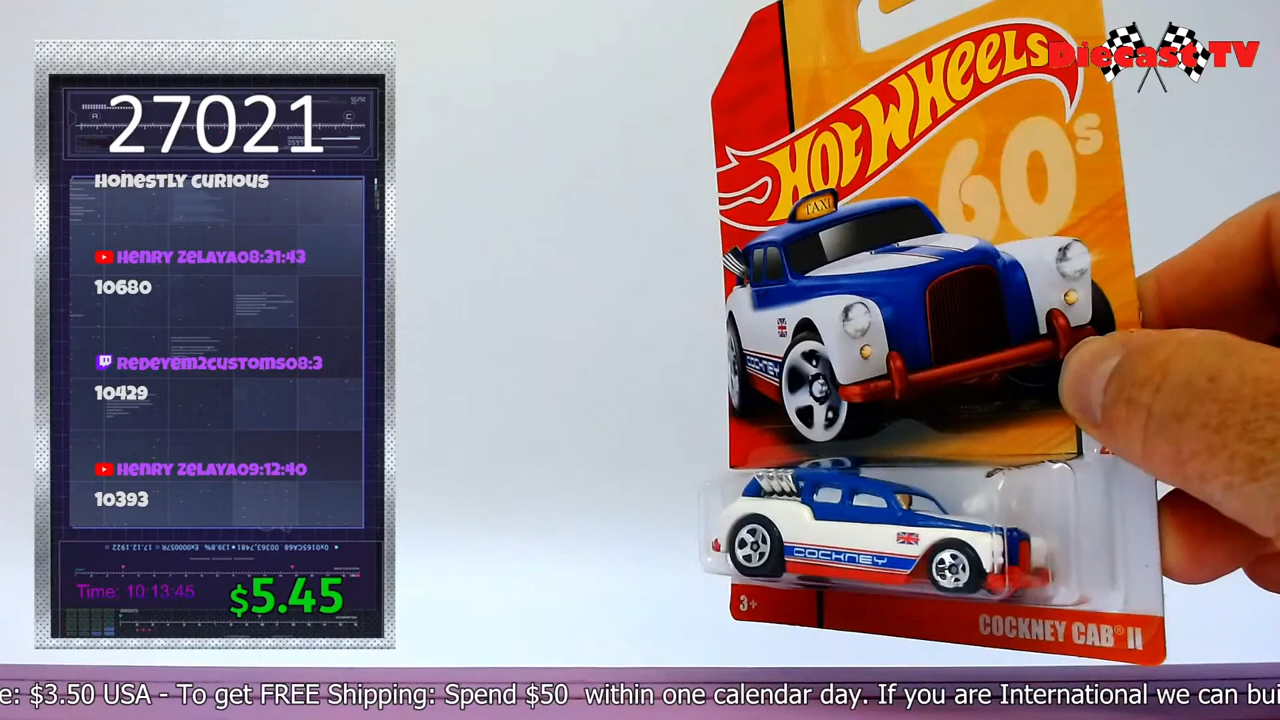 27021
Honestly curious
Henry Zelaya08:31:43
10680
Redeyem2customs08:3
10429
Henry Zelaya09:12:40
10393
Time: 10:13:45
$5.45
Diecast TV
HOT WHEELS
60s
TAXI
COCKNEY
COCKNEY
3+
COCKNEY CAB® II
e: $3.50 USA - To get FREE Shipping: Spend $50 within one calendar day. If you are International we can bui